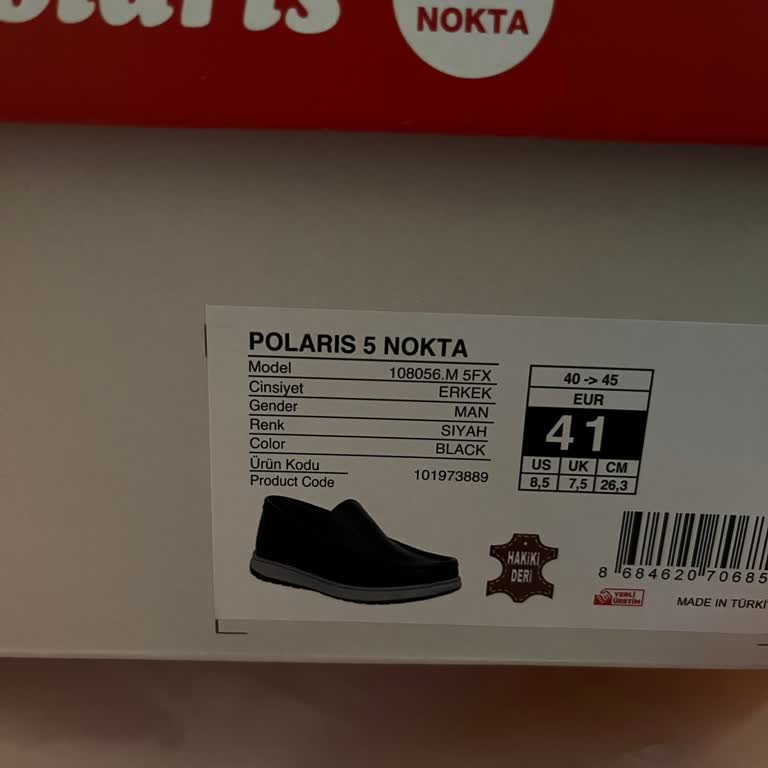 NOKTA
POLARIS 5 NOKTA
Model 108056.M 5FX
Cinsiyet ERKEK
Gender MAN
Renk SIYAH
Color BLACK
Ürün Kodu
Product Code 101973889
40 -> 45
EUR
41
US UK CM
8,5 7,5 26,3
HAKİKİ
DERİ
8 684620 70685
YERLİ
ÜRETİM
MADE IN TÜRKİ